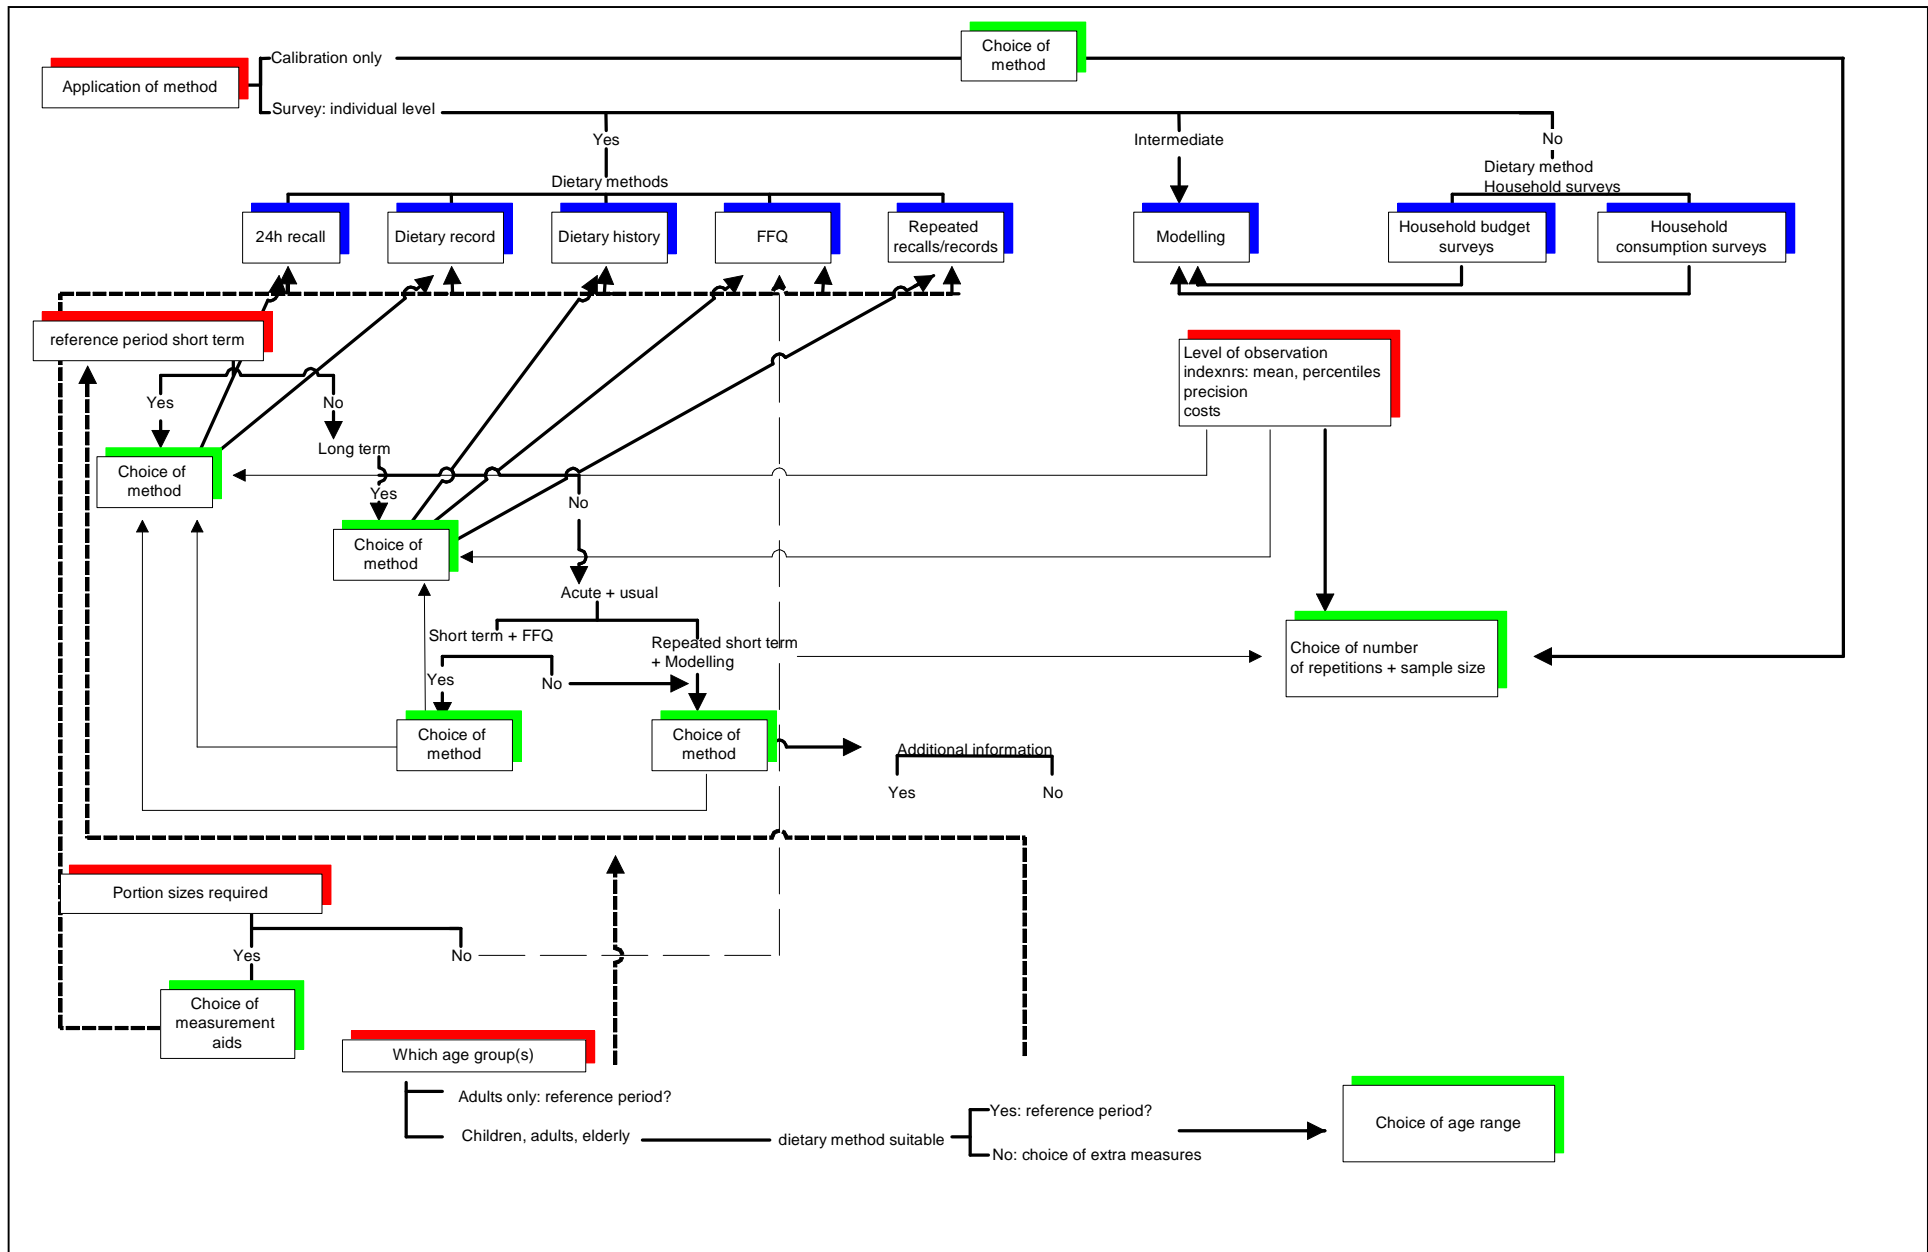 Choice of
method
Calibration only
Application of method
Survey: individual level
Yes
Intermediate
No
Dietary methods
Dietary method
Household surveys
24h recall
Dietary record
Dietary history
FFQ
Repeated
recalls/records
Modelling
Household budget
surveys
Household
consumption surveys
reference period short term
Level of observation
indexnrs: mean, percentiles
precision
costs
Yes
No
Long term
Choice of
method
Yes
No
Choice of
method
Acute + usual
Short term + FFQ
Repeated short term
+ Modelling
Yes
No
Choice of number
of repetitions + sample size
Choice of
method
Choice of
method
Additional information
Yes
No
Portion sizes required
Yes
No
Choice of
measurement
aids
Which age group(s)
Adults only: reference period?
Children, adults, elderly
dietary method suitable
Yes: reference period?
No: choice of extra measures
Choice of age range